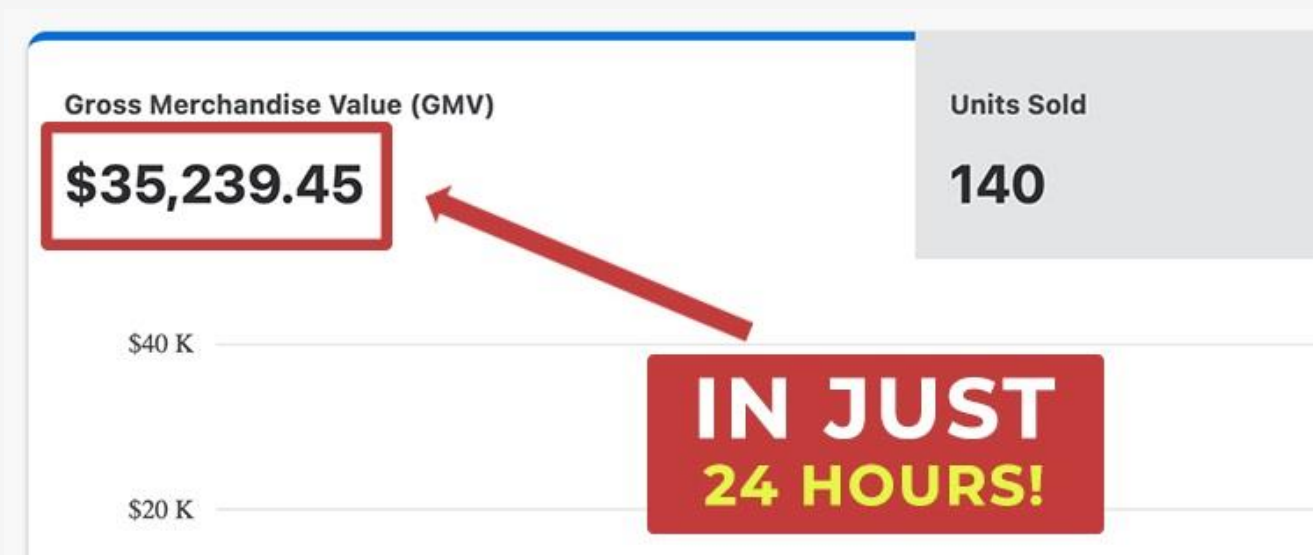 Gross Merchandise Value (GMV)
$35,239.45
Units Sold
140
$40 K
IN JUST
24 HOURS!
$20 K